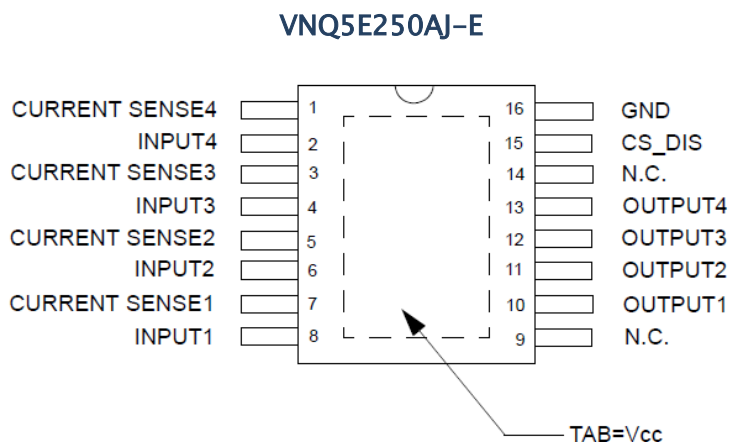 VNQ5E250AJ-E
CURRENT SENSE4 1 16 GND
INPUT4 2 15 CS_DIS
CURRENT SENSE3 3 14 N.C.
INPUT3 4 13 OUTPUT4
CURRENT SENSE2 5 12 OUTPUT3
INPUT2 6 11 OUTPUT2
CURRENT SENSE1 7 10 OUTPUT1
INPUT1 8 9 N.C.
TAB=Vcc